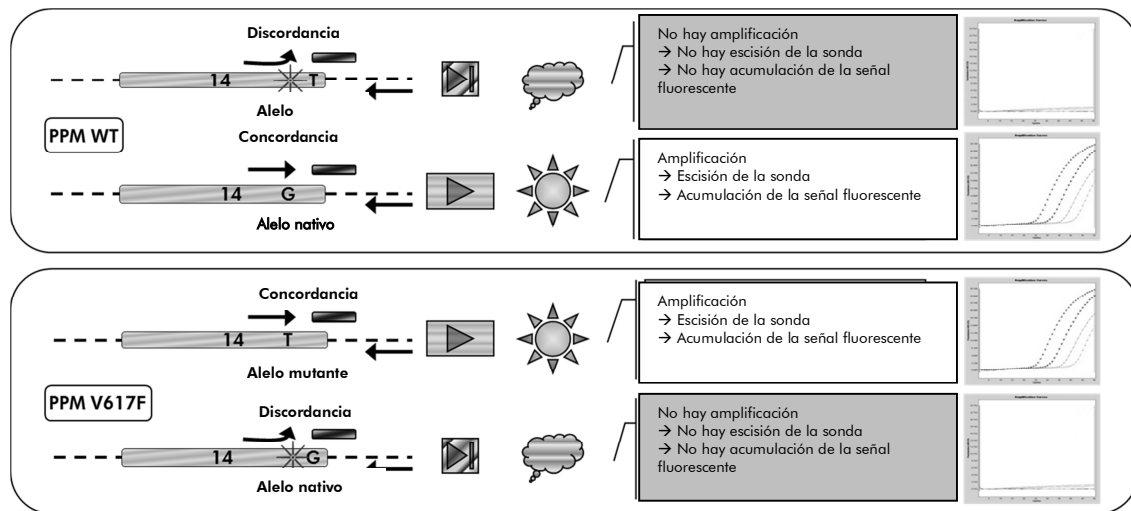 Discordancia
14 T
Alelo
PPM WT
Concordancia
14 G
Alelo nativo
No hay amplificación
→ No hay escisión de la sonda
→ No hay acumulación de la señal
fluorescente
Amplificación
→ Escisión de la sonda
→ Acumulación de la señal fluorescente
Concordancia
14 T
Alelo mutante
PPM V617F
Discordancia
14 G
Alelo nativo
Amplificación
→ Escisión de la sonda
→ Acumulación de la señal fluorescente
No hay amplificación
→ No hay escisión de la sonda
→ No hay acumulación de la señal
fluorescente